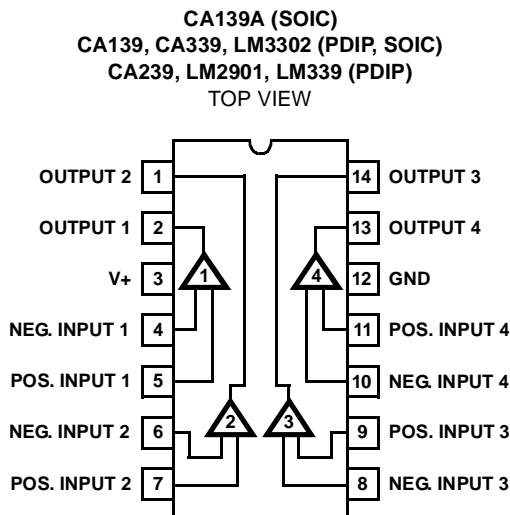 CA139A (SOIC)
CA139, CA339, LM3302 (PDIP, SOIC)
CA239, LM2901, LM339 (PDIP)
TOP VIEW
OUTPUT 2 1 14 OUTPUT 3
OUTPUT 1 2 13 OUTPUT 4
V+ 3 1 4 12 GND
NEG. INPUT 1 4 11 POS. INPUT 4
POS. INPUT 1 5 10 NEG. INPUT 4
NEG. INPUT 2 6 2 3 9 POS. INPUT 3
POS. INPUT 2 7 8 NEG. INPUT 3